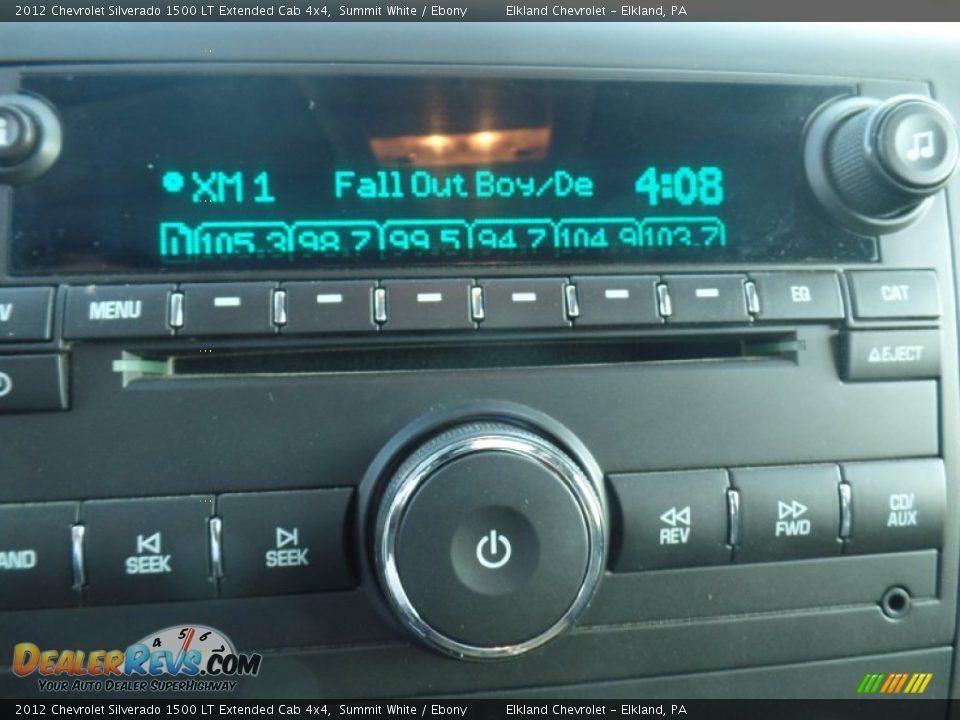 2012 Chevrolet Silverado 1500 LT Extended Cab 4x4, Summit White / Ebony Elkland Chevrolet - Elkland, PA
XM 1 Fall Out Boy/De 4:08
105.3 98.7 99.5 94.7 104.9 103.7
MENU EQ CAT
EJECT
SEEK SEEK REV FWD CD/
AUX
4 5 6
DealerRevs.com
Your Auto Dealer SuperHighway
2012 Chevrolet Silverado 1500 LT Extended Cab 4x4, Summit White / Ebony Elkland Chevrolet - Elkland, PA